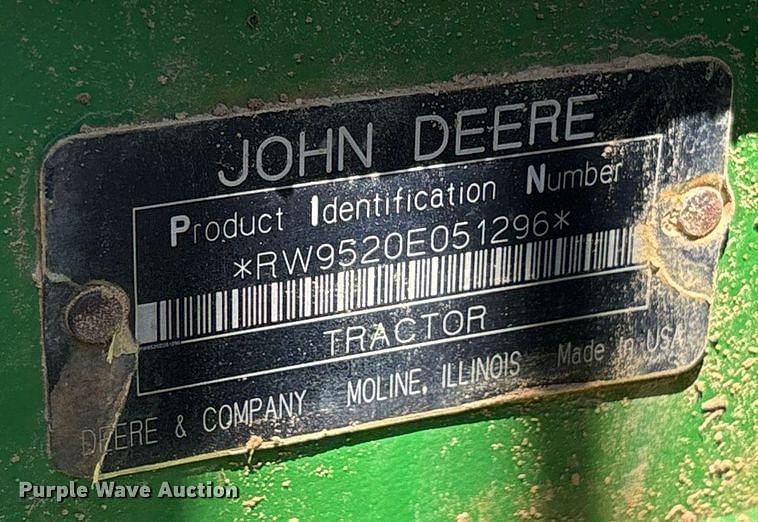 JOHN DEERE
Product Identification Number
*RW9520E051296*
TRACTOR
DEERE & COMPANY MOLINE, ILLINOIS Made in USA
Purple Wave Auction